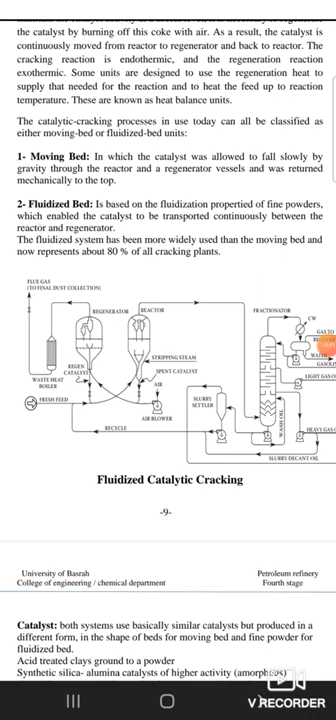 the catalyst by burning off this coke with air. As a result, the catalyst is
continuously moved from reactor to regenerator and back to reactor. The
cracking reaction is endothermic, and the regeneration reaction
exothermic. Some units are designed to use the regeneration heat to
supply that needed for the reaction and to heat the feed up to reaction
temperature. These are known as heat balance units.
The catalytic-cracking processes in use today can all be classified as
either moving-bed or fluidized-bed units:
1- Moving Bed: In which the catalyst was allowed to fall slowly by
gravity through the reactor and a regenerator vessels and was returned
mechanically to the top.
2- Fluidized Bed: Is based on the fluidization propertied of fine powders,
which enabled the catalyst to be transported continuously between the
reactor and regenerator.
The fluidized system has been more widely used than the moving bed and
now represents about 80 % of all cracking plants.
FLUE GAS
(TO FINAL DUST COLLECTION)
REGENERATOR
REACTOR
FRACTIONATOR
CW
GAS TO
WATER
GASOLIN
LIGHT GAS O
STRIPPING STEAM
REGEN
CATALYST
SPENT CATALYST
WASTE HEAT
BOILER
AIR
FRESH FEED
SLURRY
SETTLER
AIR BLOWER
RECYCLE
WASH OIL
HEAVY GAS O
SLURRY DECANT OIL
Fluidized Catalytic Cracking
-9-
University of Basrah
Petroleum refinery
College of engineering / chemical department
Fourth stage
Catalyst: both systems use basically similar catalysts but produced in a
different form, in the shape of beds for moving bed and fine powder for
fluidized bed.
Acid treated clays ground to a powder
Synthetic silica- alumina catalysts of higher activity (amorphous)
V RECORDER